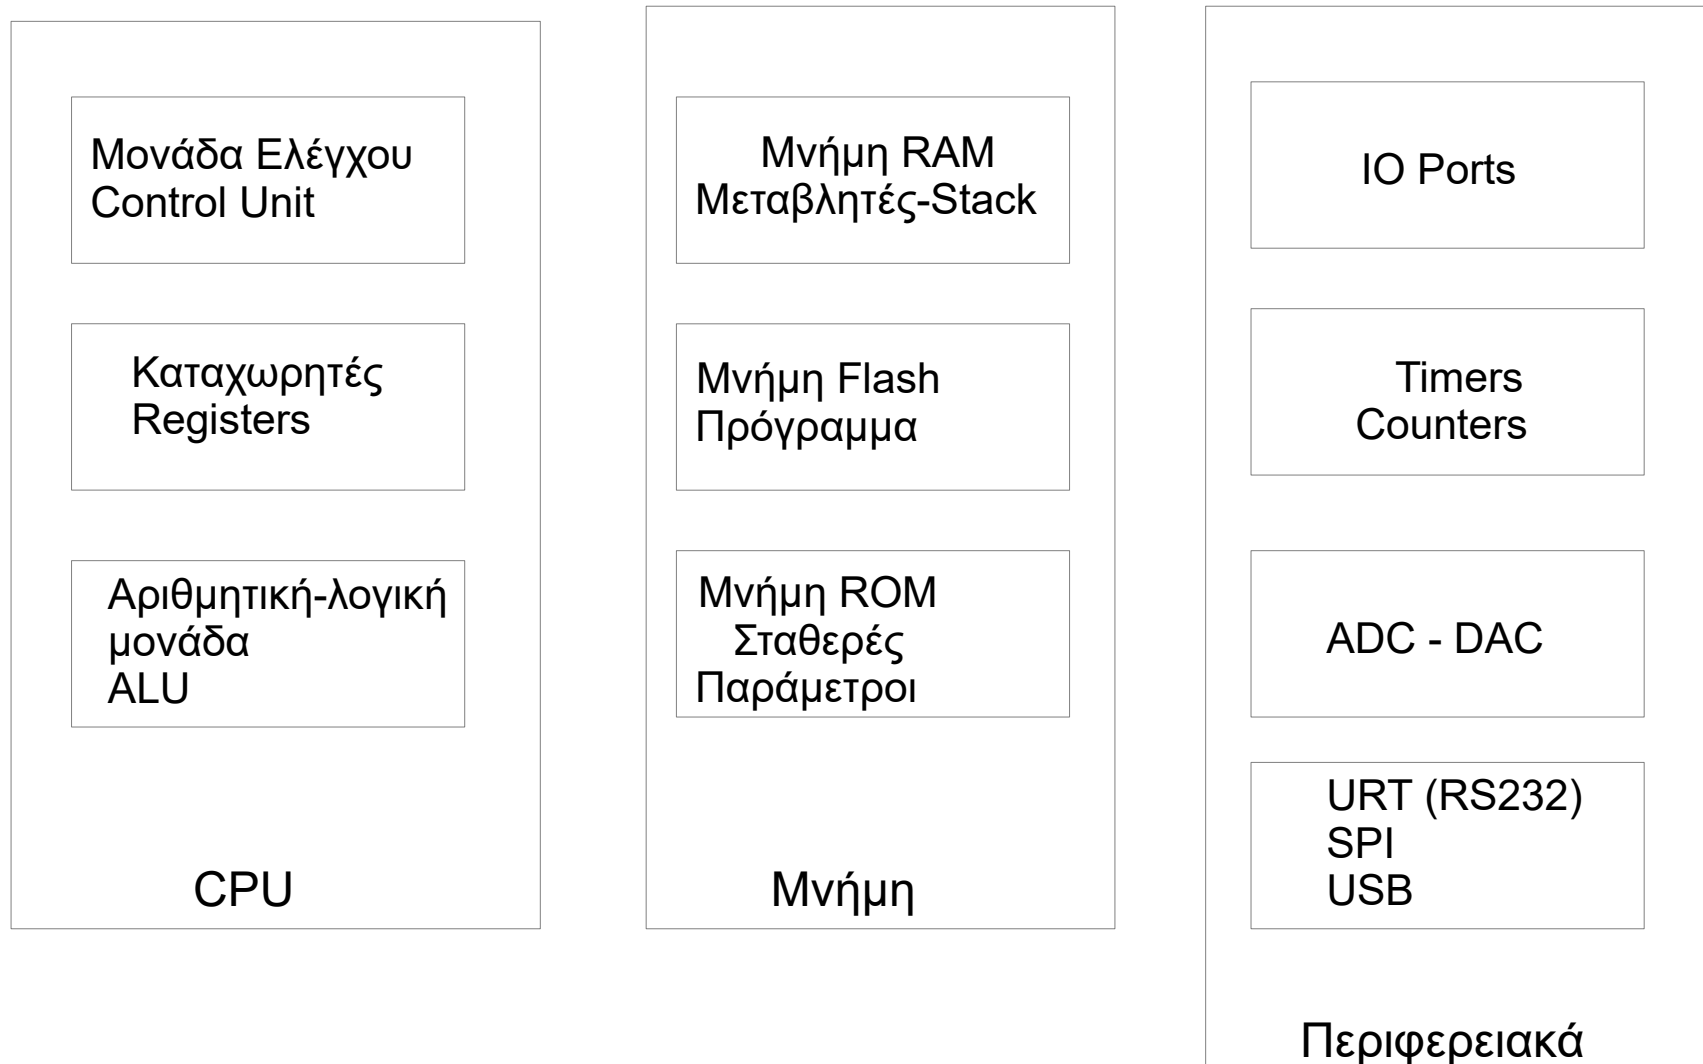 Μονάδα Ελέγχου
Control Unit
Καταχωρητές
Registers
Αριθμητική-λογική
μονάδα
ALU
CPU
Μνήμη RAM
Μεταβλητές-Stack
Μνήμη Flash
Πρόγραμμα
Μνήμη ROM
Σταθερές
Παράμετροι
Μνήμη
IO Ports
Timers
Counters
ADC - DAC
URT (RS232)
SPI
USB
Περιφερειακά